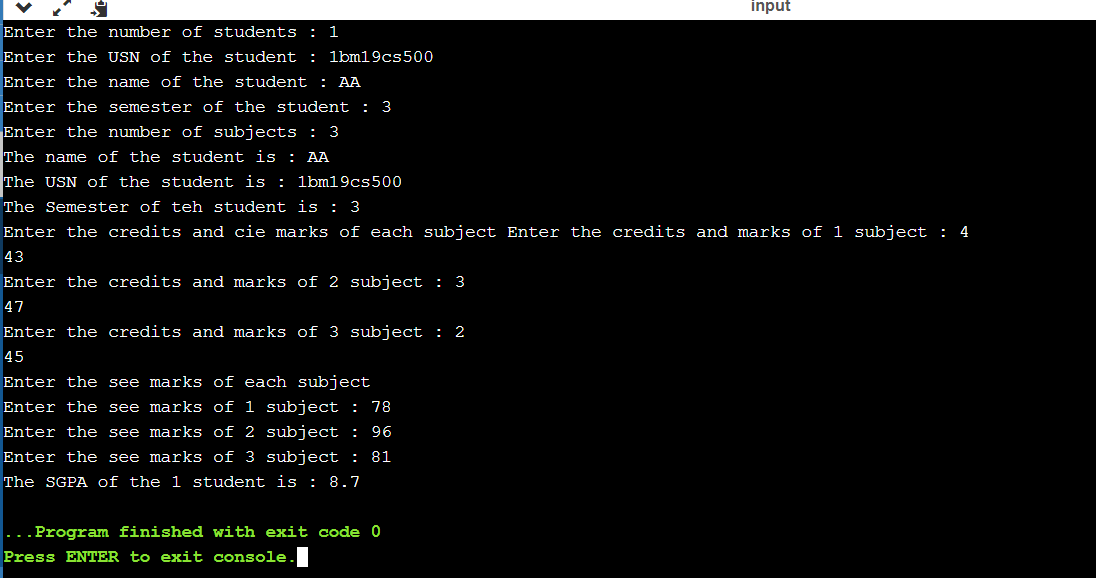 input
Enter the number of students : 1
Enter the USN of the student : 1bm19cs500
Enter the name of the student : AA
Enter the semester of the student : 3
Enter the number of subjects : 3
The name of the student is : AA
The USN of the student is : 1bm19cs500
The Semester of teh student is : 3
Enter the credits and cie marks of each subject Enter the credits and marks of 1 subject : 4
43
Enter the credits and marks of 2 subject : 3
47
Enter the credits and marks of 3 subject : 2
45
Enter the see marks of each subject
Enter the see marks of 1 subject : 78
Enter the see marks of 2 subject : 96
Enter the see marks of 3 subject : 81
The SGPA of the 1 student is : 8.7
...Program finished with exit code 0
Press ENTER to exit console.